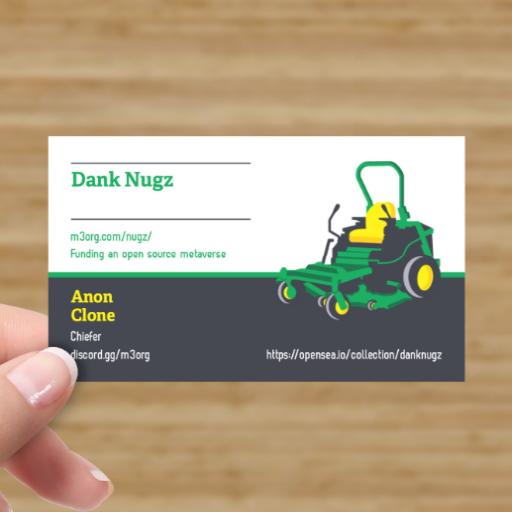 Dank Nugz
m3org.com/nugz/
Funding an open source metaverse
Anon
Clone
Chiefer
discord.gg/m3org
https://opensea.io/collection/danknugz